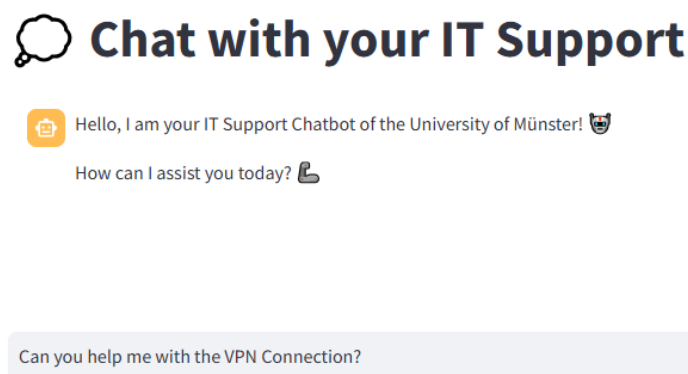 Chat with your IT Support
Hello, I am your IT Support Chatbot of the University of Münster!
How can I assist you today?
Can you help me with the VPN Connection?